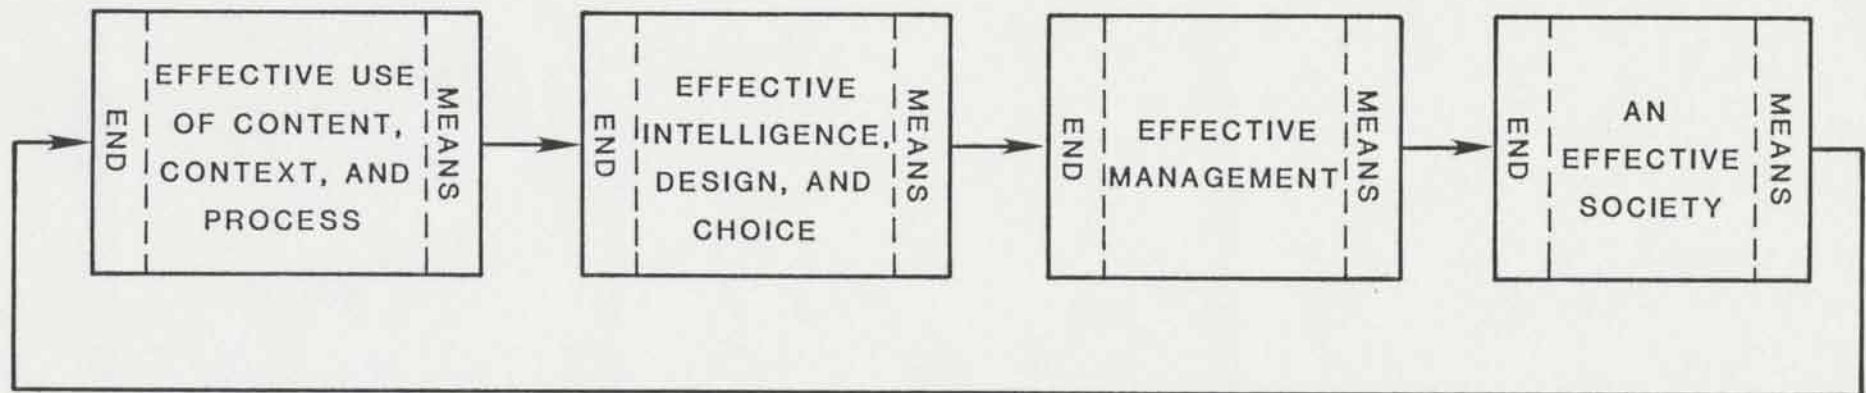 END
EFFECTIVE USE
OF CONTENT,
CONTEXT, AND
PROCESS
MEANS
END
EFFECTIVE
INTELLIGENCE,
DESIGN, AND
CHOICE
MEANS
END
EFFECTIVE
MANAGEMENT
MEANS
END
AN
EFFECTIVE
SOCIETY
MEANS